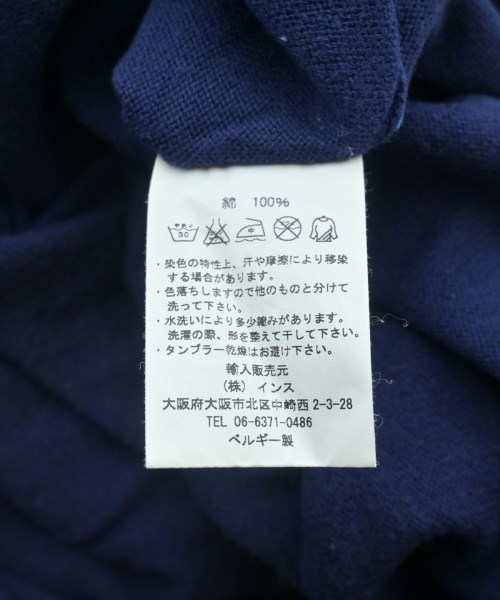 綿 100%
手洗イ
30
中
・染色の特性上、汗や摩擦により移染
する場合があります。
・色落ちしますので他のものと分けて
洗って下さい。
・水洗いにより多少縮みがあります。
洗濯の際、形を整えて干して下さい。
・タンブラー乾燥はお避け下さい。
輸入販売元
(株) インス
大阪府大阪市北区中崎西 2-3-28
TEL 06-6371-0486
ベルギー製